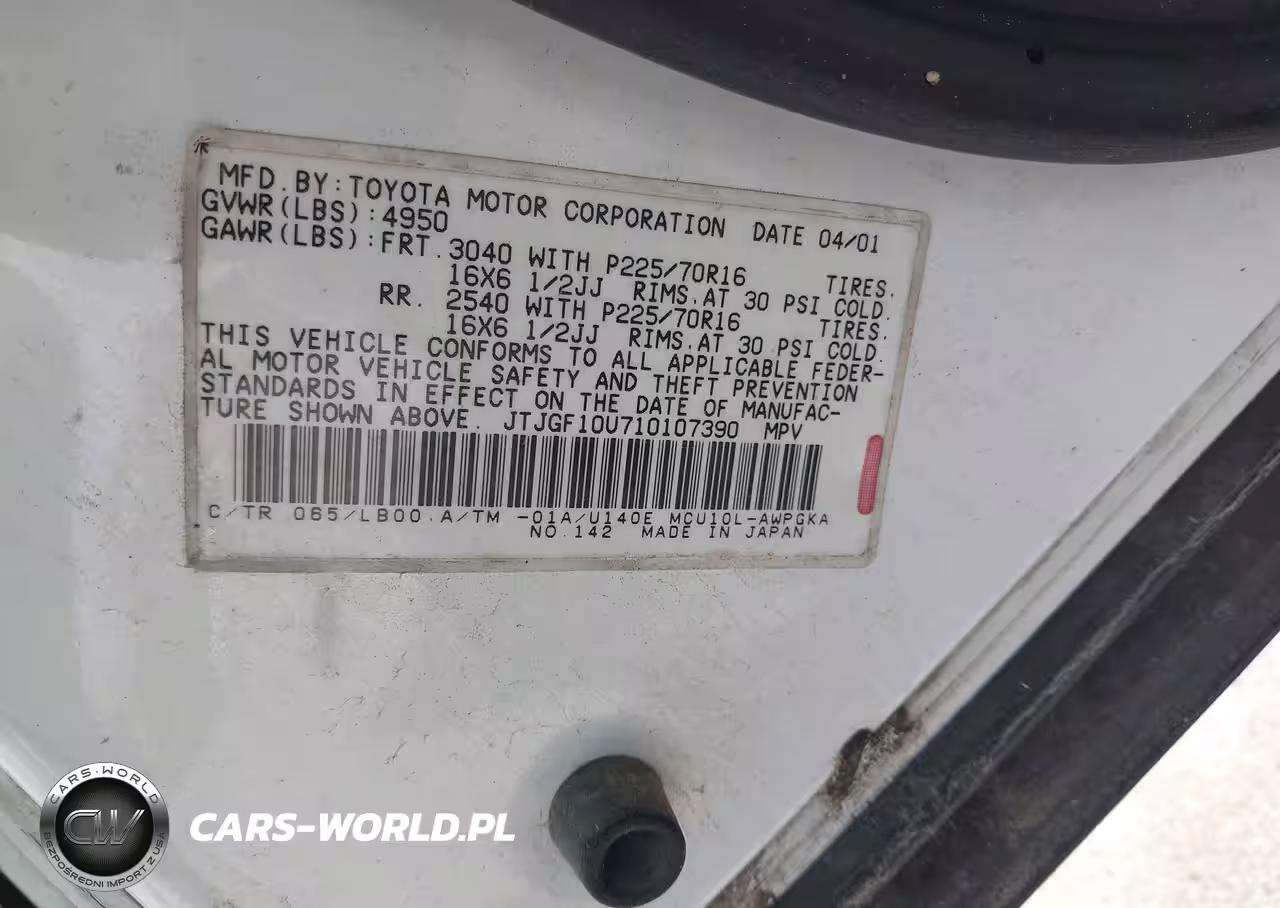 MFD.BY:TOYOTA MOTOR CORPORATION DATE 04/01
GVWR(LBS):4950
GAWR(LBS):FRT.3040 WITH P225/70R16 TIRES.
16X6 1/2JJ RIMS.AT 30 PSI COLD.
RR. 2540 WITH P225/70R16 TIRES.
16X6 1/2JJ RIMS.AT 30 PSI COLD.
THIS VEHICLE CONFORMS TO ALL APPLICABLE FEDER-
AL MOTOR VEHICLE SAFETY AND THEFT PREVENTION
STANDARDS IN EFFECT ON THE DATE OF MANUFAC-
TURE SHOWN ABOVE. JTJGF10U710107390 MPV
C/TR 065/LB00.A/TM -01A/U140E MCU10L-AWPGKA
NO.142 MADE IN JAPAN
CARS-WORLD
CW
BEZPOŚREDNI IMPORT Z USA
CARS-WORLD.PL